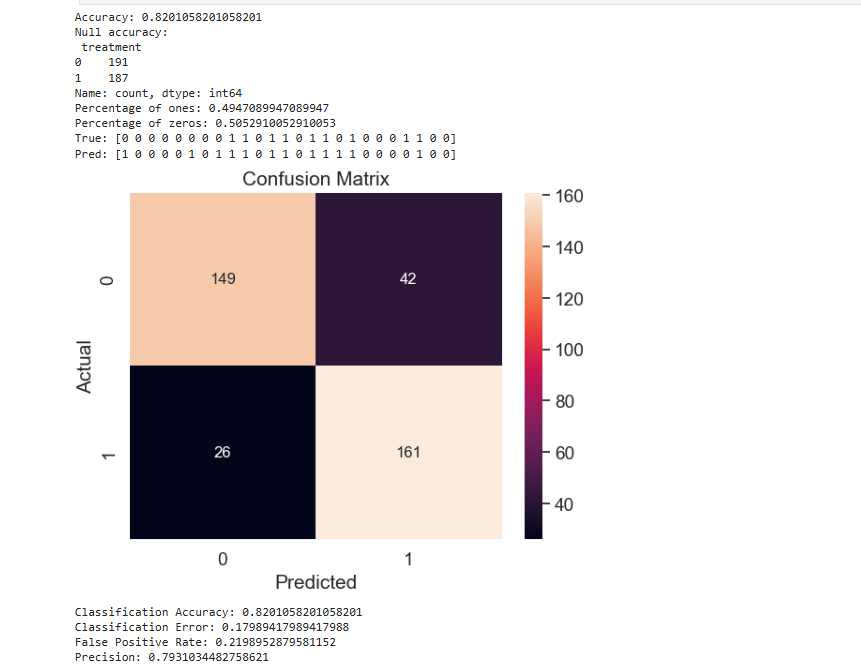 Accuracy: 0.8201058201058201
Null accuracy:
 treatment
0    191
1    187
Name: count, dtype: int64
Percentage of ones: 0.4947089947089947
Percentage of zeros: 0.5052910052910053
True: [0 0 0 0 0 0 0 0 1 1 0 1 1 0 1 1 0 1 0 0 0 1 1 0 0]
Pred: [1 0 0 0 0 1 0 1 1 1 0 1 1 0 1 1 1 1 0 0 0 0 1 0 0]
Confusion Matrix
160
149
42
140
0
120
Actual
100
80
26
161
1
60
40
0
1
Predicted
Classification Accuracy: 0.8201058201058201
Classification Error: 0.17989417989417988
False Positive Rate: 0.2198952879581152
Precision: 0.7931034482758621